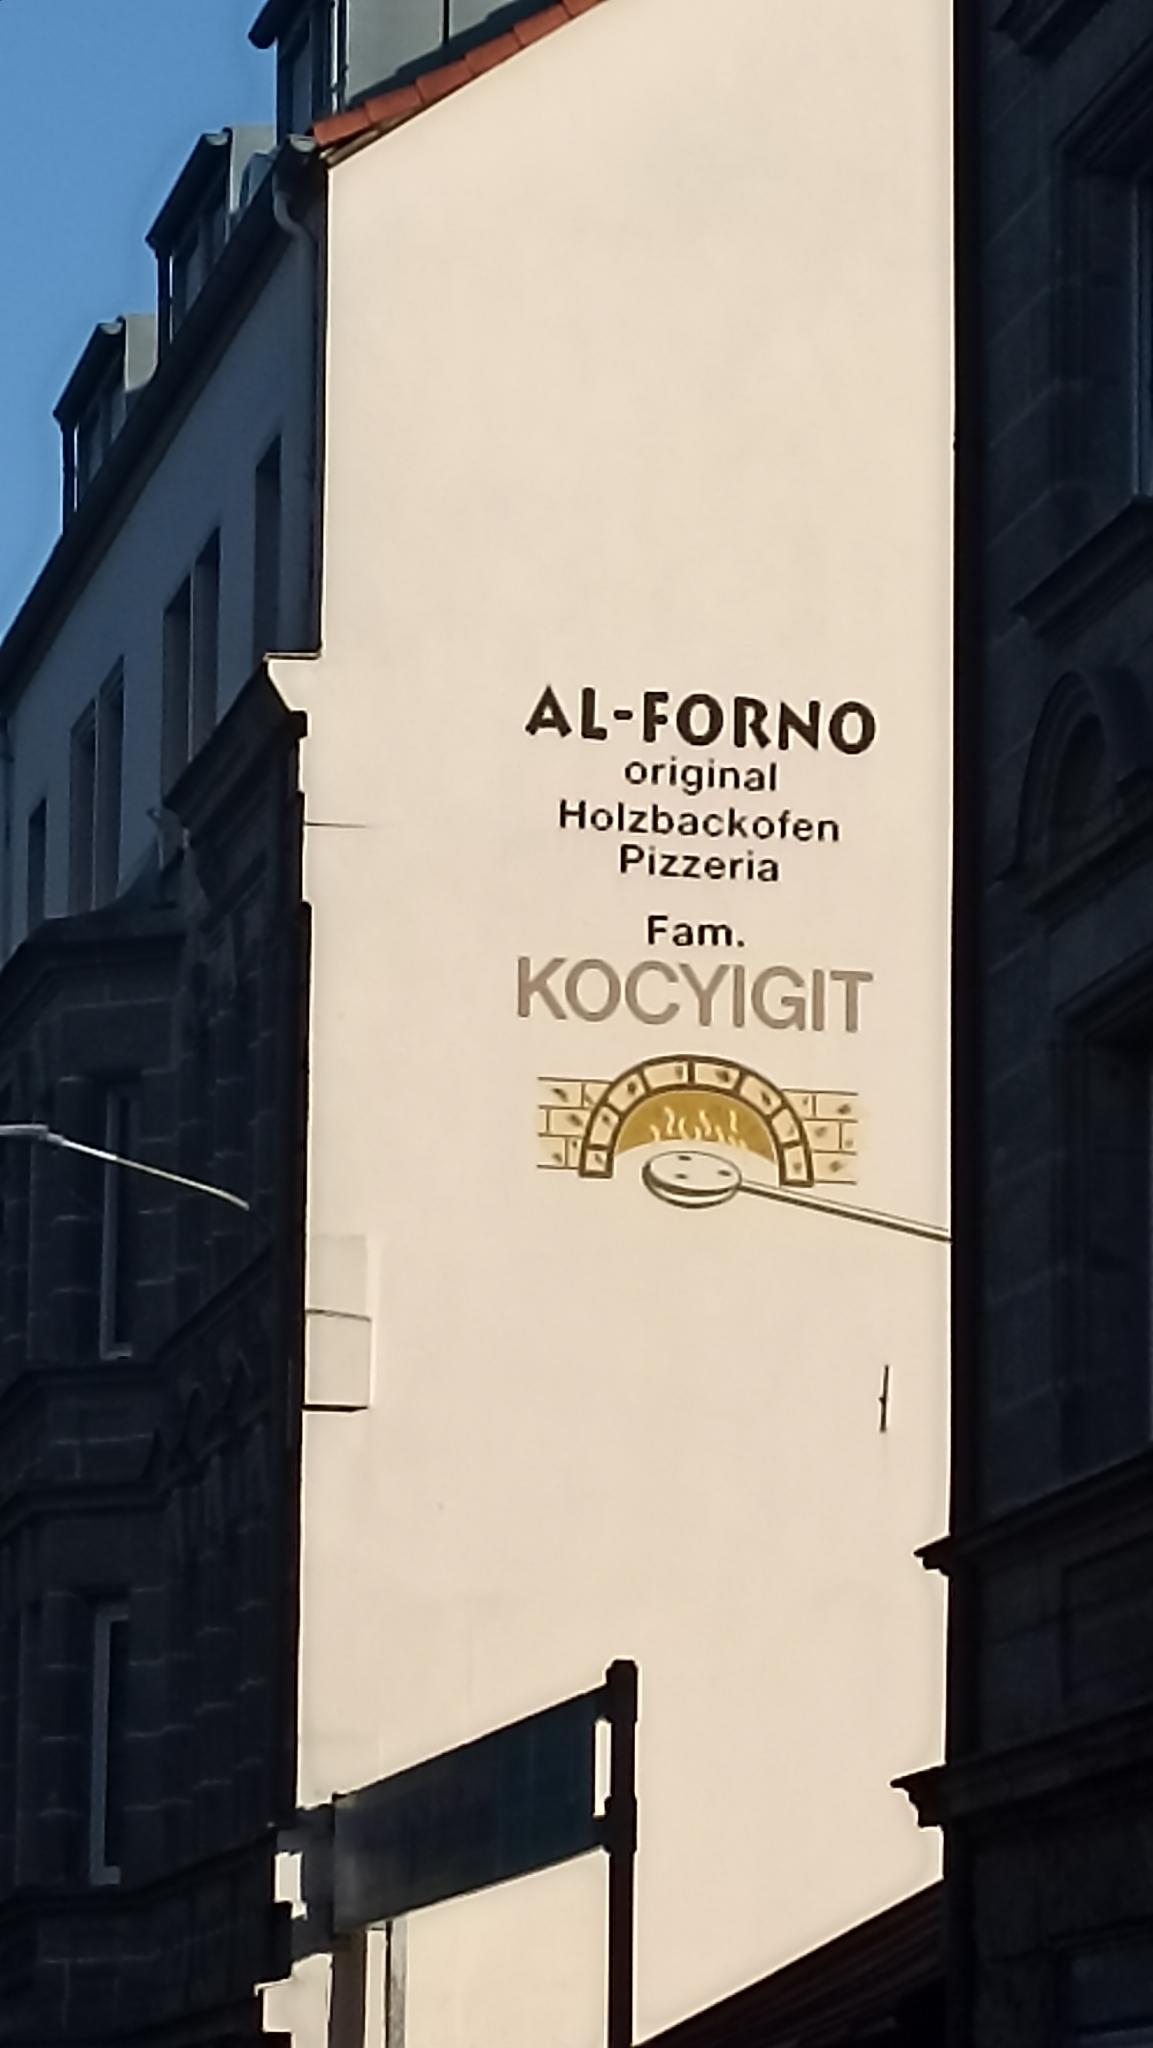 AL-FORNO
original
Holzbackofen
Pizzeria
Fam.
KOCYIGIT